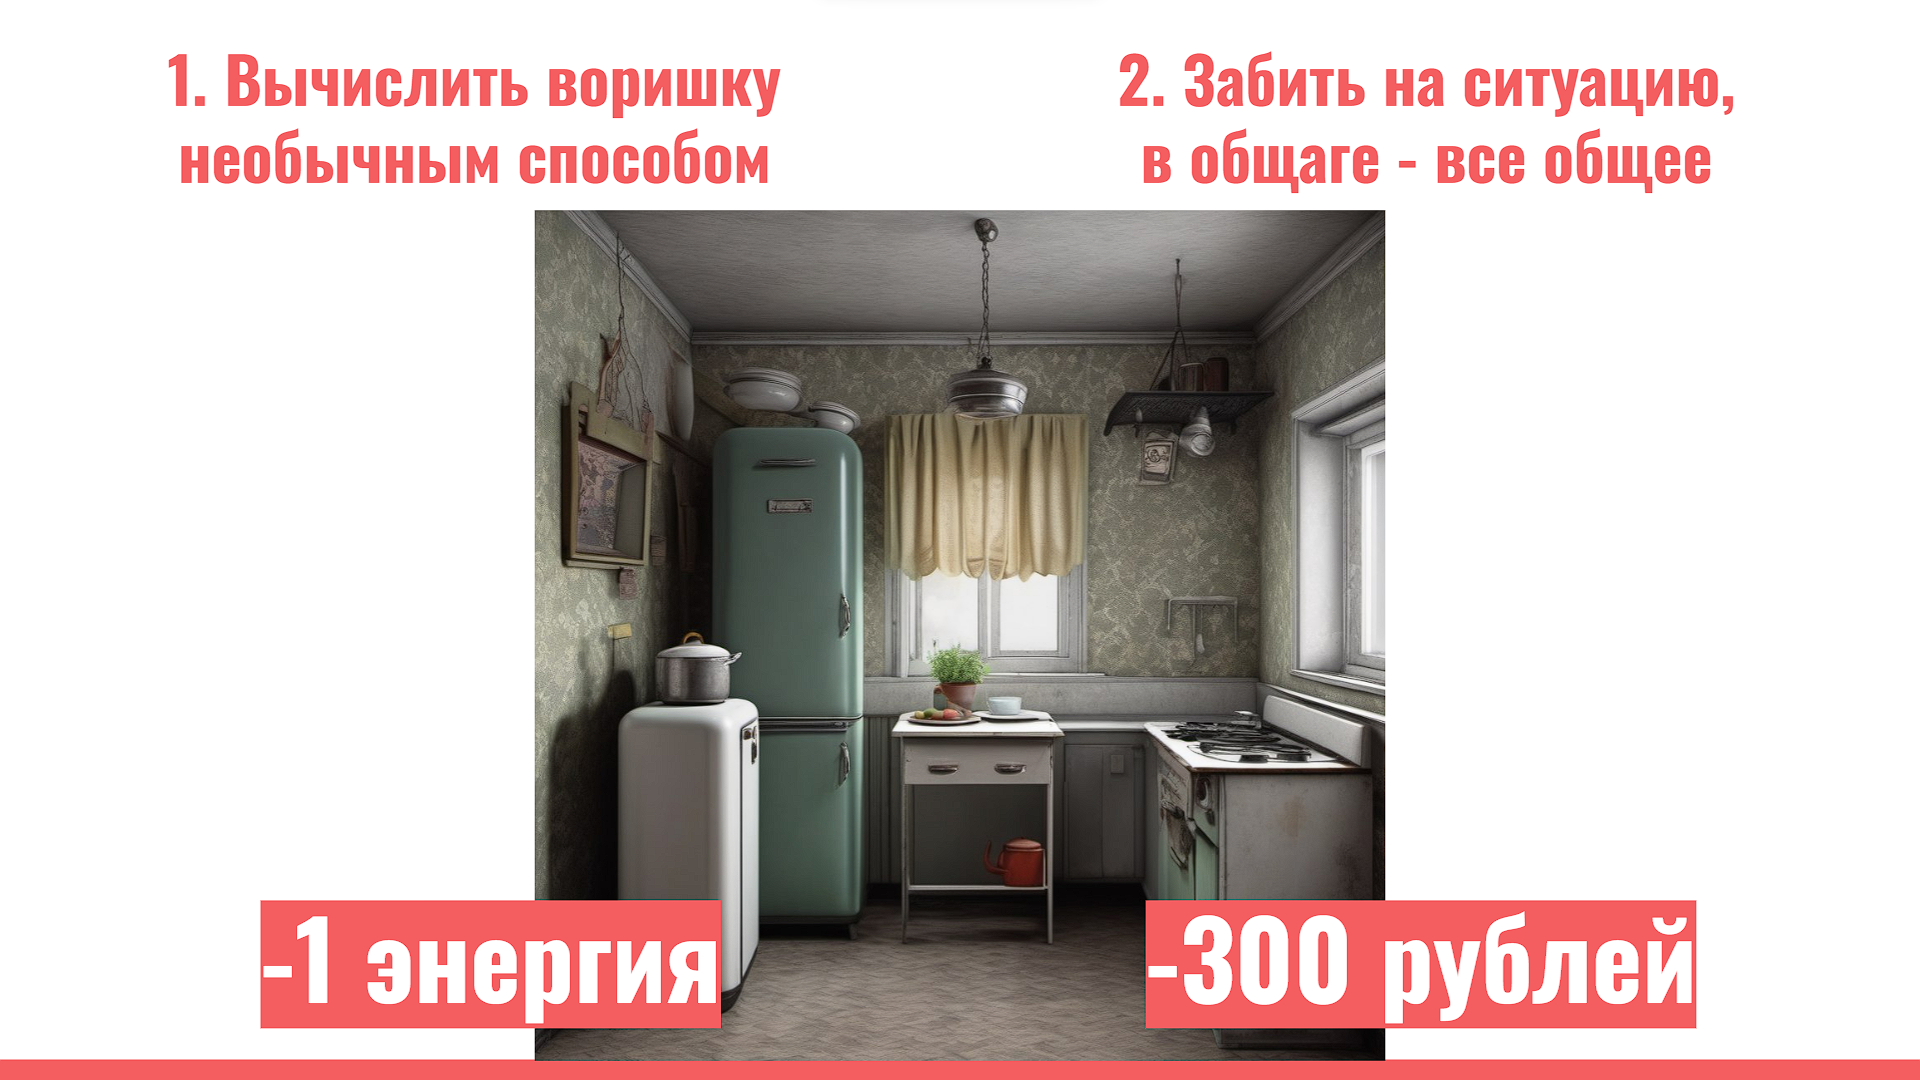 1. Вычислить воришку
необычным способом
2. Забить на ситуацию,
в общаге - все общее
-1 энергия
-300 рублей